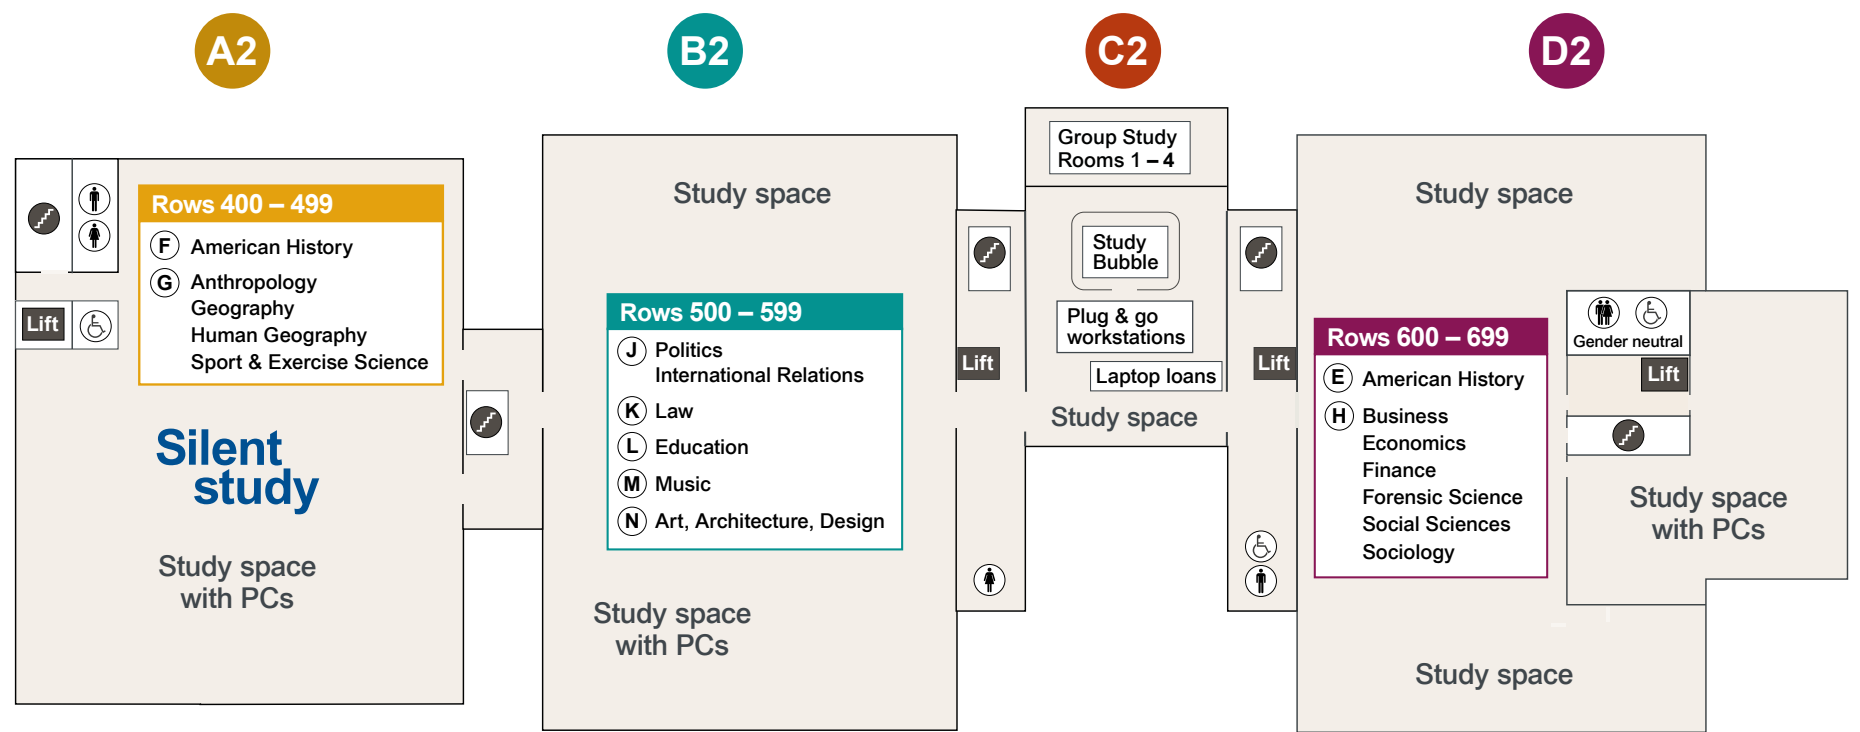 A2
B2
C2
D2
Lift
Rows 400 – 499
F American History
G Anthropology
Geography
Human Geography
Sport & Exercise Science
Silent
study
Study space
with PCs
Study space
Rows 500 – 599
J Politics
International Relations
K Law
L Education
M Music
N Art, Architecture, Design
Study space
with PCs
Lift
Group Study
Rooms 1 – 4
Study
Bubble
Plug & go
workstations
Laptop loans
Study space
Lift
Study space
Rows 600 – 699
E American History
H Business
Economics
Finance
Forensic Science
Social Sciences
Sociology
Gender neutral
Lift
Study space
with PCs
Study space